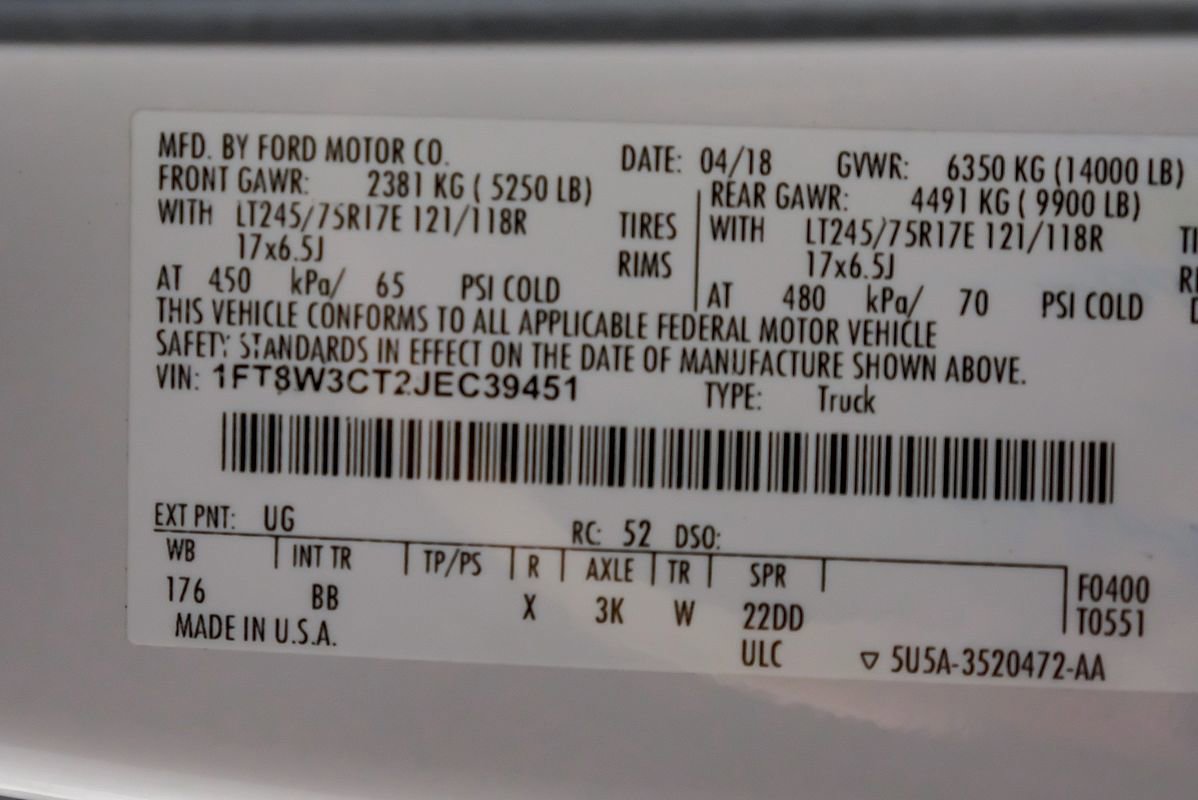 MFD. BY FORD MOTOR CO. DATE: 04/18 GVWR: 6350 KG (14000 LB)
FRONT GAWR: 2381 KG ( 5250 LB) REAR GAWR: 4491 KG ( 9900 LB)
WITH LT245/75R17E 121/118R TIRES WITH LT245/75R17E 121/118R
17x6.5J RIMS 17x6.5J
AT 450 kPa/ 65 PSI COLD AT 480 kPa/ 70 PSI COLD
THIS VEHICLE CONFORMS TO ALL APPLICABLE FEDERAL MOTOR VEHICLE
SAFETY STANDARDS IN EFFECT ON THE DATE OF MANUFACTURE SHOWN ABOVE.
VIN: 1FT8W3CT2JEC39451 TYPE: Truck
EXT PNT: UG RC: 52 DSO:
WB INT TR TP/PS R AXLE TR SPR F0400
176 BB X 3K W 22DD T0551
MADE IN U.S.A. ULC ▽ 5U5A-3520472-AA